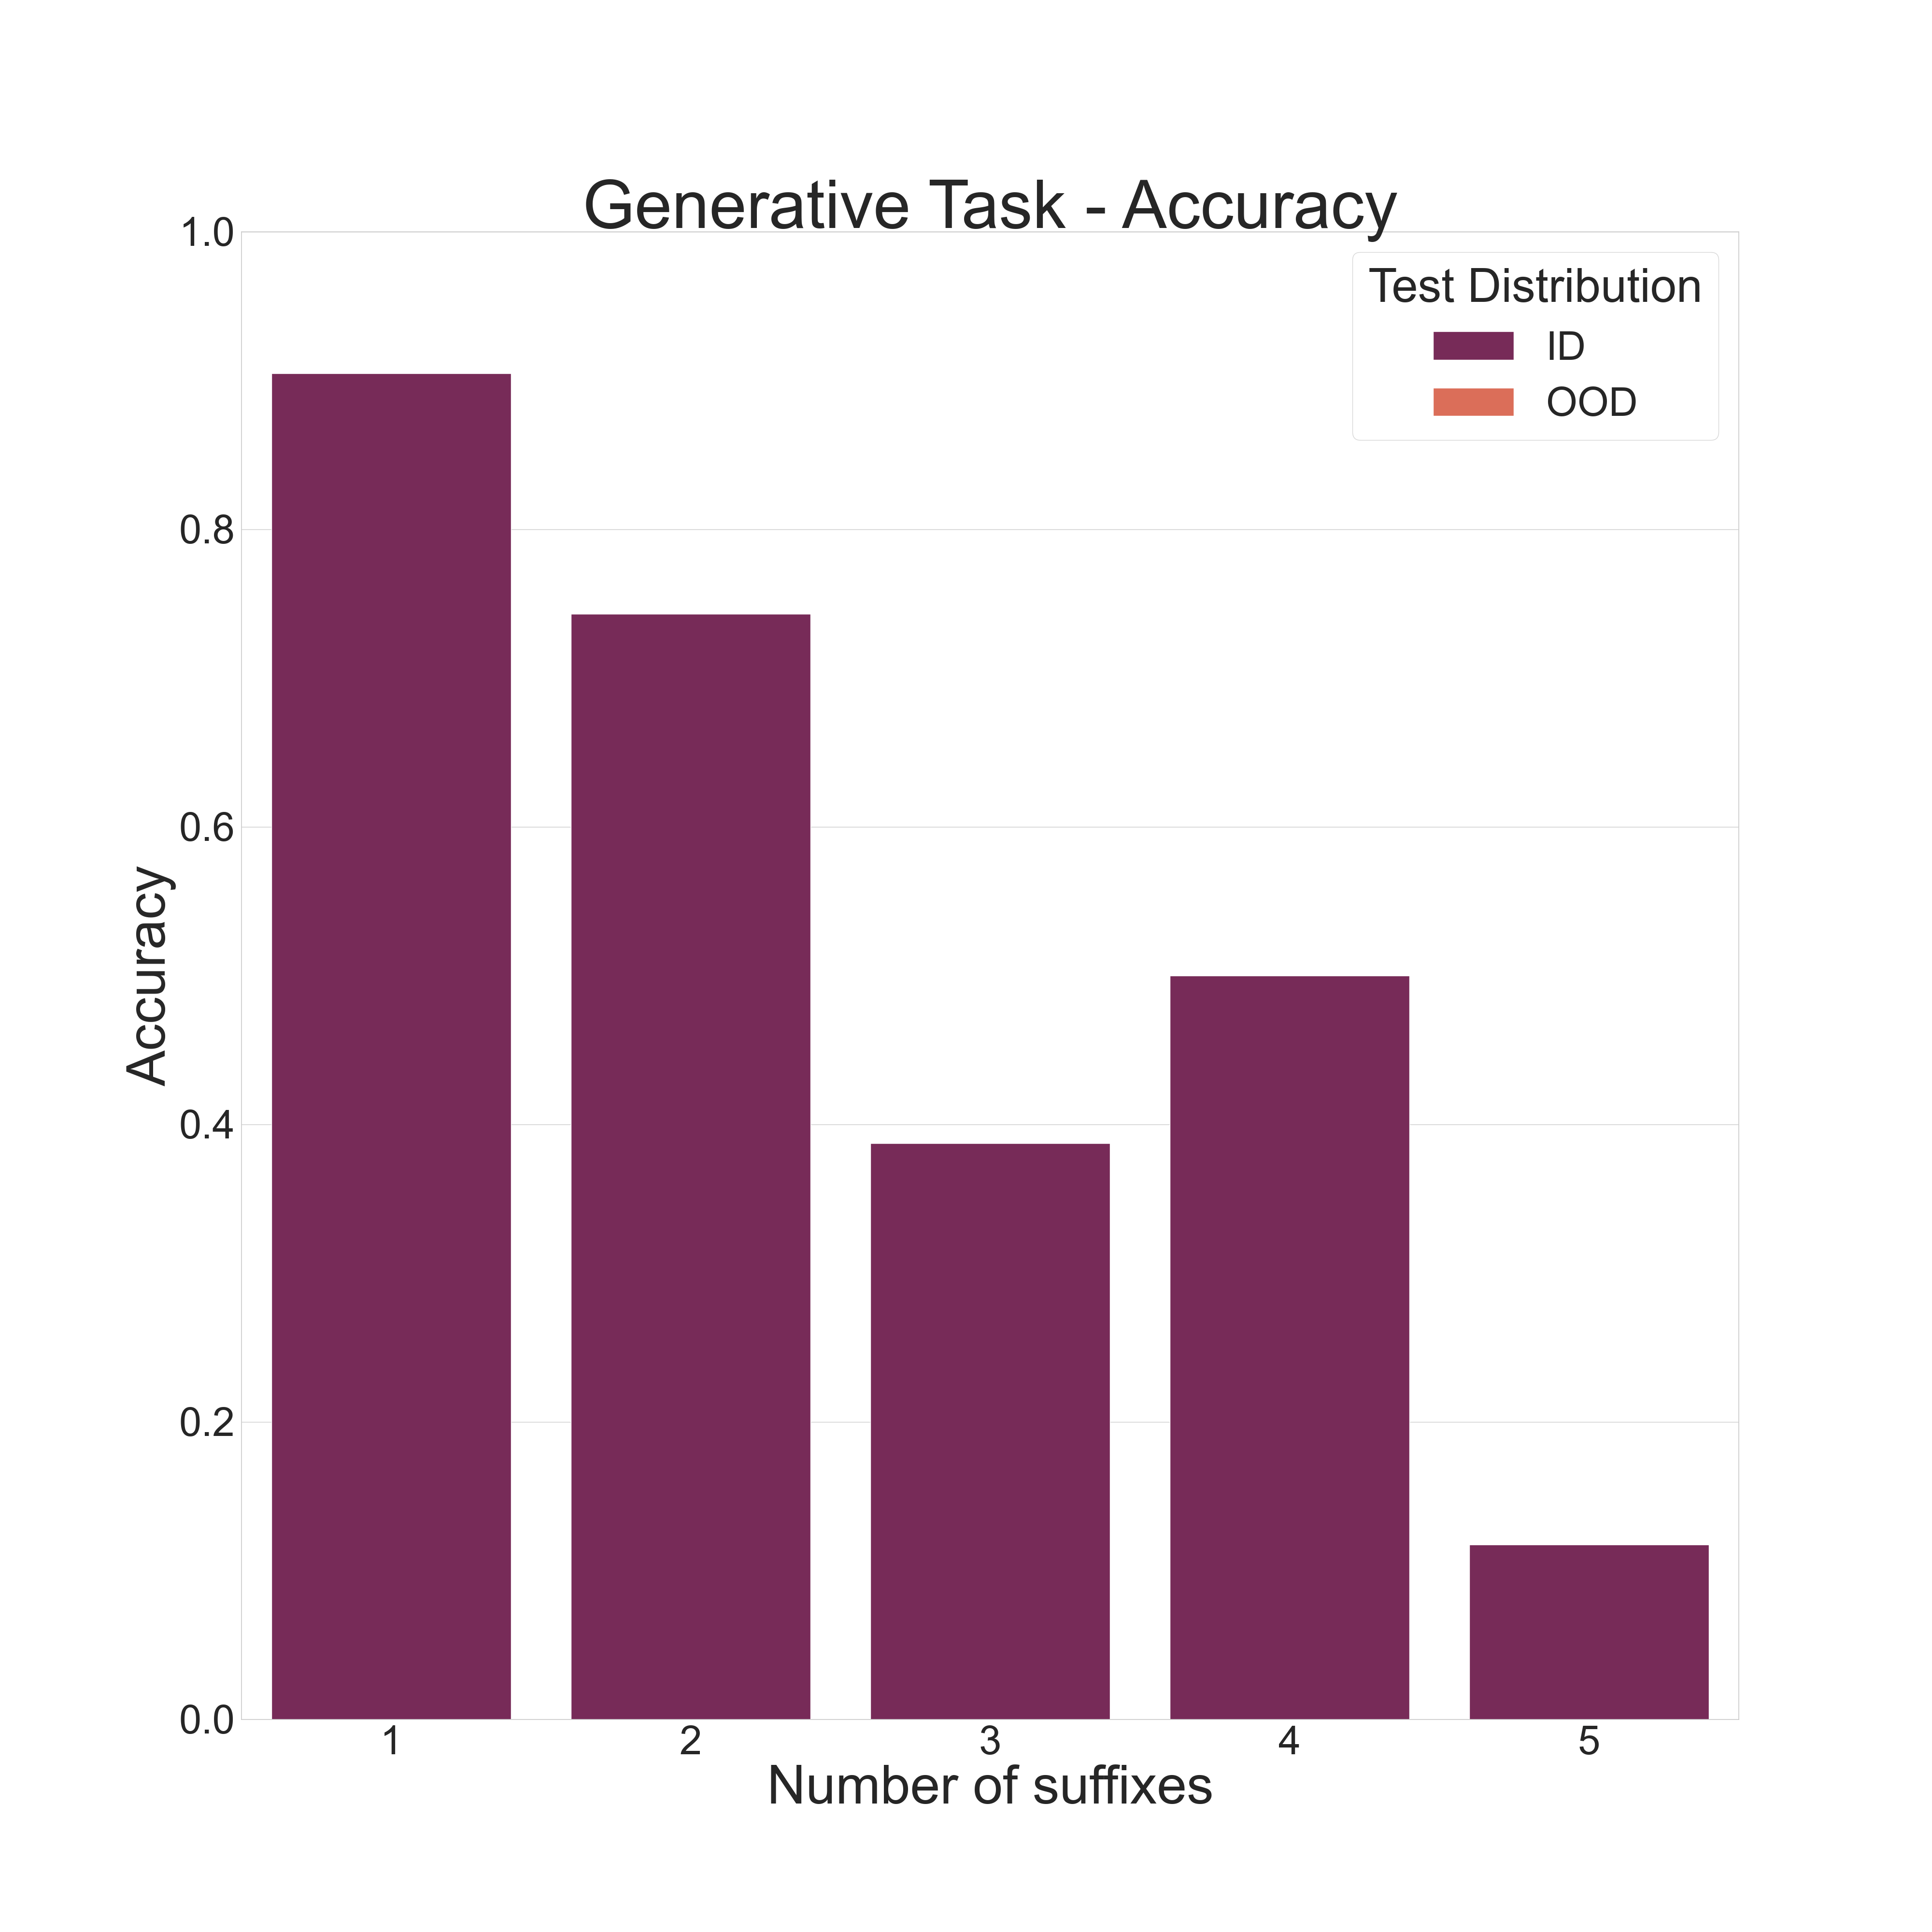 Generative Task - Accuracy
Test Distribution
ID
OOD
1.0
0.8
0.6
0.4
0.2
0.0
Accuracy
1 2 3 4 5
Number of suffixes